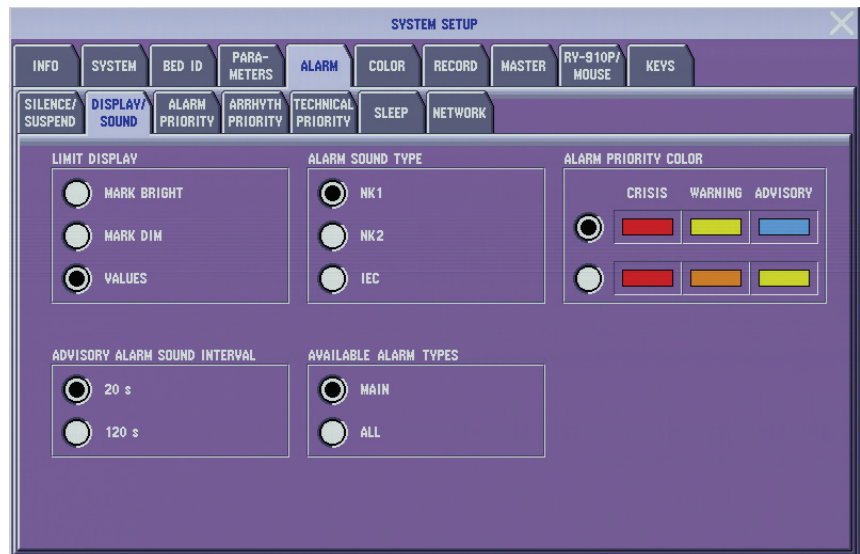 SYSTEM SETUP
INFO SYSTEM BED ID PARA-
METERS ALARM COLOR RECORD MASTER RY-910P/
MOUSE KEYS
SILENCE/
SUSPEND DISPLAY/
SOUND ALARM
PRIORITY ARRHYTH
PRIORITY TECHNICAL
PRIORITY SLEEP NETWORK
LIMIT DISPLAY
MARK BRIGHT
MARK DIM
VALUES
ALARM SOUND TYPE
NK1
NK2
IEC
ALARM PRIORITY COLOR
CRISIS WARNING ADVISORY
ADVISORY ALARM SOUND INTERVAL
20 s
120 s
AVAILABLE ALARM TYPES
MAIN
ALL